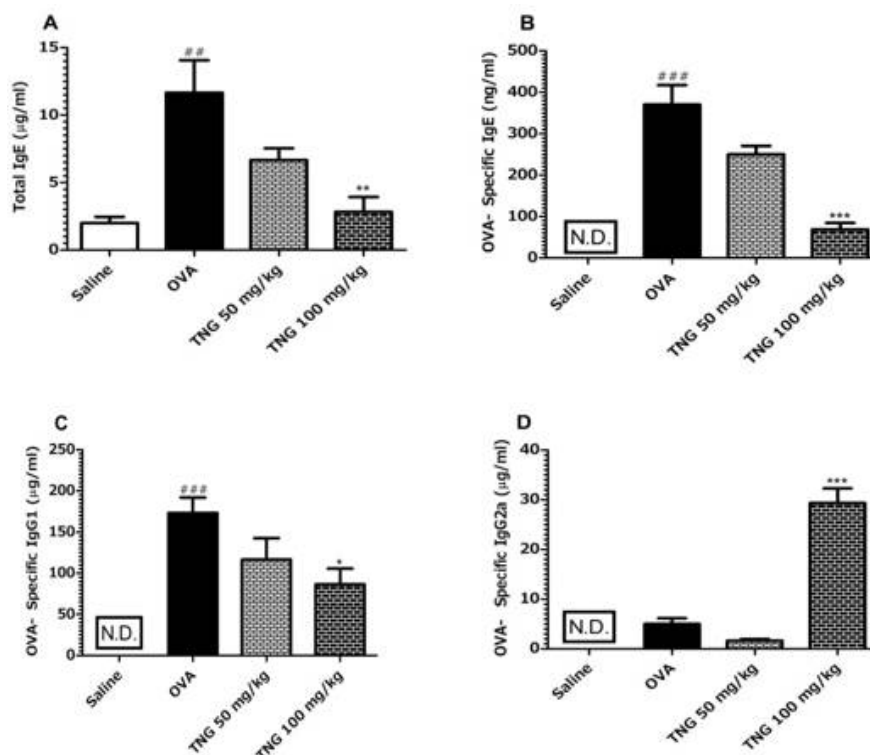 A
Total IgE (µg/ml)
15
10
5
0
##
**
Saline
OVA
TNG 50 mg/kg
TNG 100 mg/kg
B
OVA- Specific IgE (ng/ml)
500
400
300
200
100
0
N.D.
###
***
Saline
OVA
TNG 50 mg/kg
TNG 100 mg/kg
C
OVA- Specific IgG1 (µg/ml)
250
200
150
100
50
0
N.D.
###
*
Saline
OVA
TNG 50 mg/kg
TNG 100 mg/kg
D
OVA- Specific IgG2a (µg/ml)
40
30
20
10
0
N.D.
***
Saline
OVA
TNG 50 mg/kg
TNG 100 mg/kg